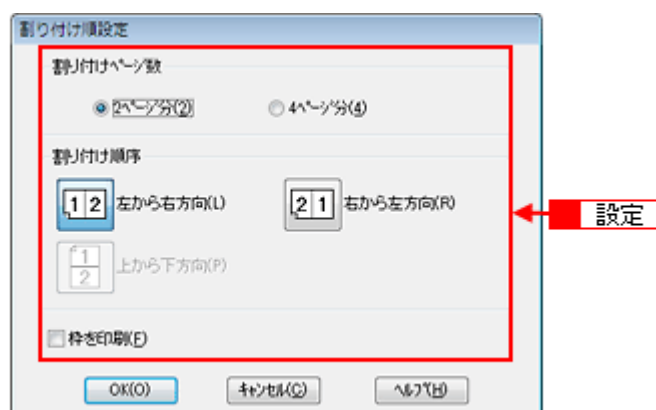 割り付け順設定
割り付けページ数
2ページ分(2)
4ページ分(4)
割り付け順序
1 2 左から右方向(L)
2 1 右から左方向(R)
設定
1
2
上から下方向(P)
枠を印刷(F)
OK(O)
キャンセル(C)
ヘルプ(H)